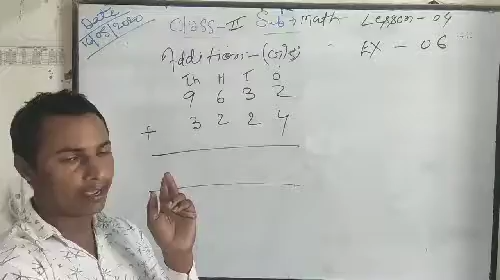 Date
CLASS-II Sub:-math Lesson-04
EX-06
Addition-
Th H T O
9 6 3 2
+ 3 2 2 4